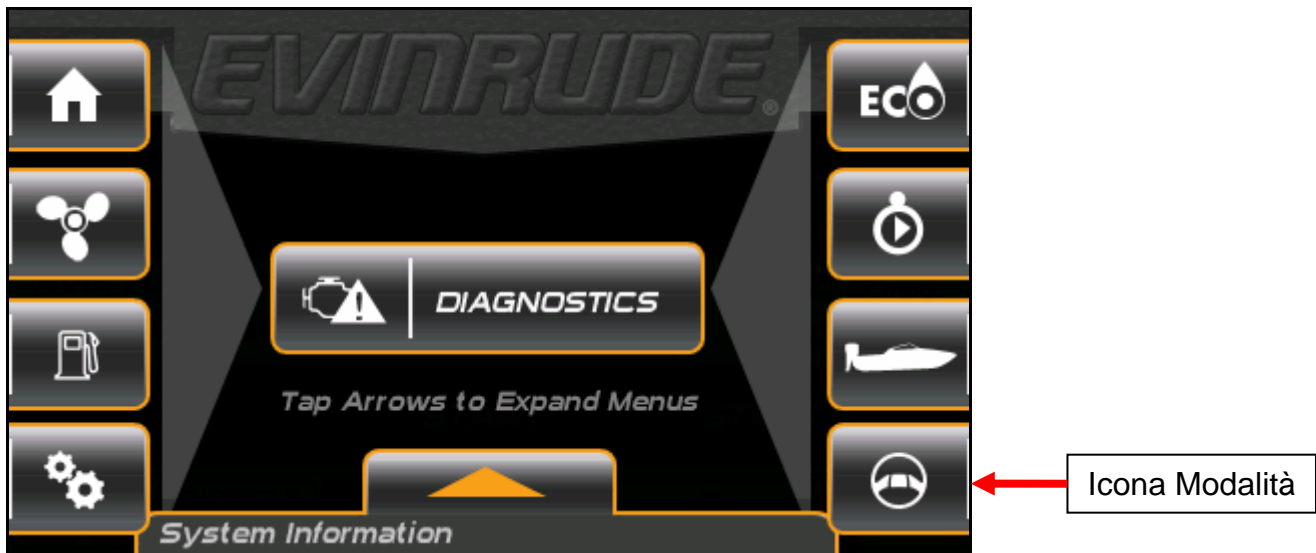 EVINRUDE®
ECO
DIAGNOSTICS
Tap Arrows to Expand Menus
Icona Modalità
System Information